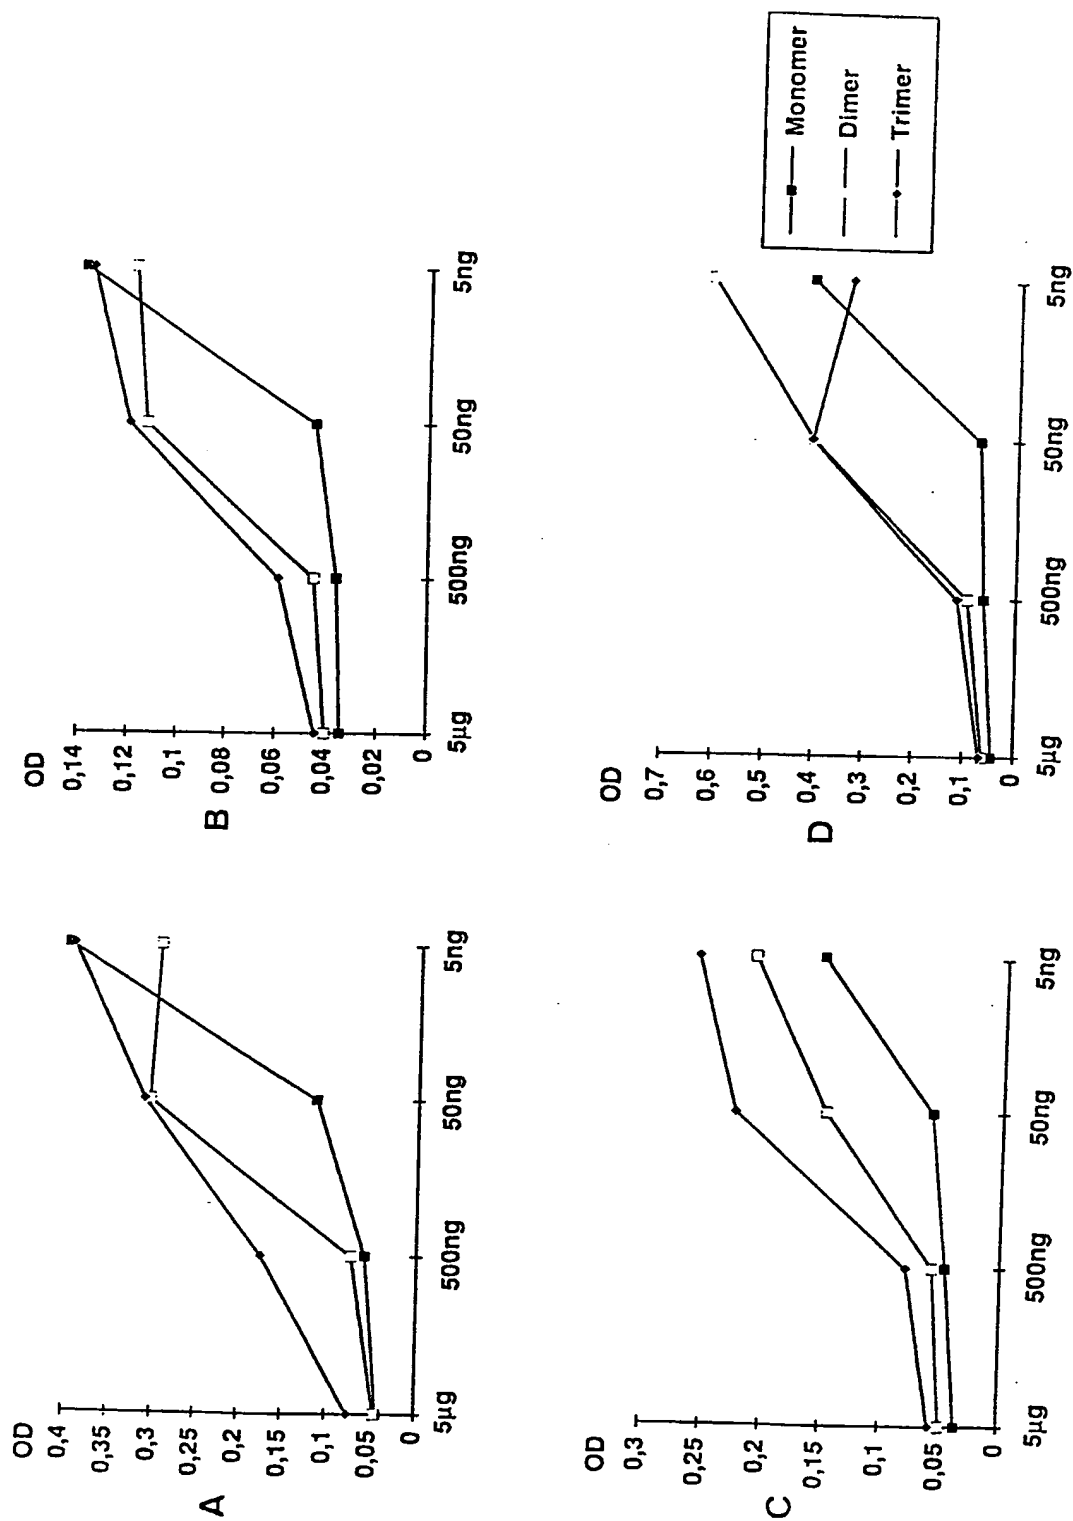 A
OD
0,4
0,35
0,3
0,25
0,2
0,15
0,1
0,05
0
5µg
500ng
50ng
5ng
B
OD
0,14
0,12
0,1
0,08
0,06
0,04
0,02
0
5µg
500ng
50ng
5ng
C
OD
0,3
0,25
0,2
0,15
0,1
0,05
0
5µg
500ng
50ng
5ng
D
OD
0,7
0,6
0,5
0,4
0,3
0,2
0,1
0
5µg
500ng
50ng
5ng
Monomer
Dimer
Trimer